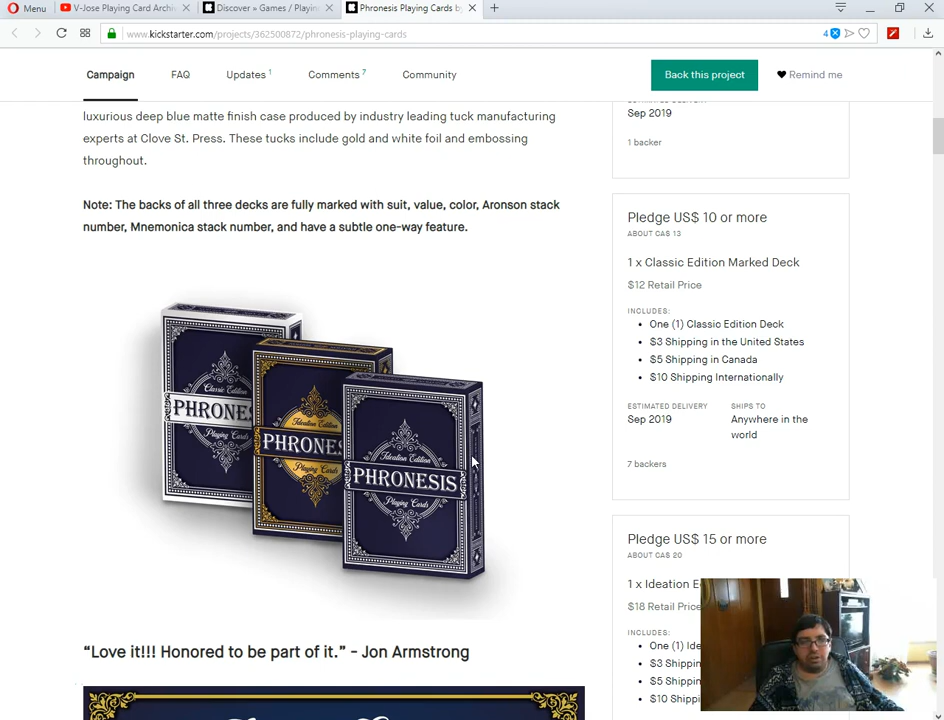 Menu
V-Jose Playing Card Archi
Discover » Games / Playin
Phronesis Playing Cards b
www.kickstarter.com/projects/362500872/phronesis-playing-cards
4
Campaign
FAQ
Updates 1
Comments 7
Community
Back this project
Remind me
luxurious deep blue matte finish case produced by industry leading tuck manufacturing
experts at Clove St. Press. These tucks include gold and white foil and embossing
throughout.
Note: The backs of all three decks are fully marked with suit, value, color, Aronson stack
number, Mnemonica stack number, and have a subtle one-way feature.
Classic Edition
PHRONES
Playing Cards
Ideation Edition
PHRONES
Playing Cards
Ideation Edition
PHRONESIS
Playing Cards
“Love it!!! Honored to be part of it.” - Jon Armstrong
Sep 2019
1 backer
Pledge US$ 10 or more
ABOUT CA$ 13
1 x Classic Edition Marked Deck
$12 Retail Price
INCLUDES:
• One (1) Classic Edition Deck
• $3 Shipping in the United States
• $5 Shipping in Canada
• $10 Shipping Internationally
ESTIMATED DELIVERY
Sep 2019
SHIPS TO
Anywhere in the
world
7 backers
Pledge US$ 15 or more
ABOUT CA$ 20
1 x Ideation E
$18 Retail Price
INCLUDES:
• One (1) Ide
• $3 Shippin
• $5 Shippin
• $10 Shippi